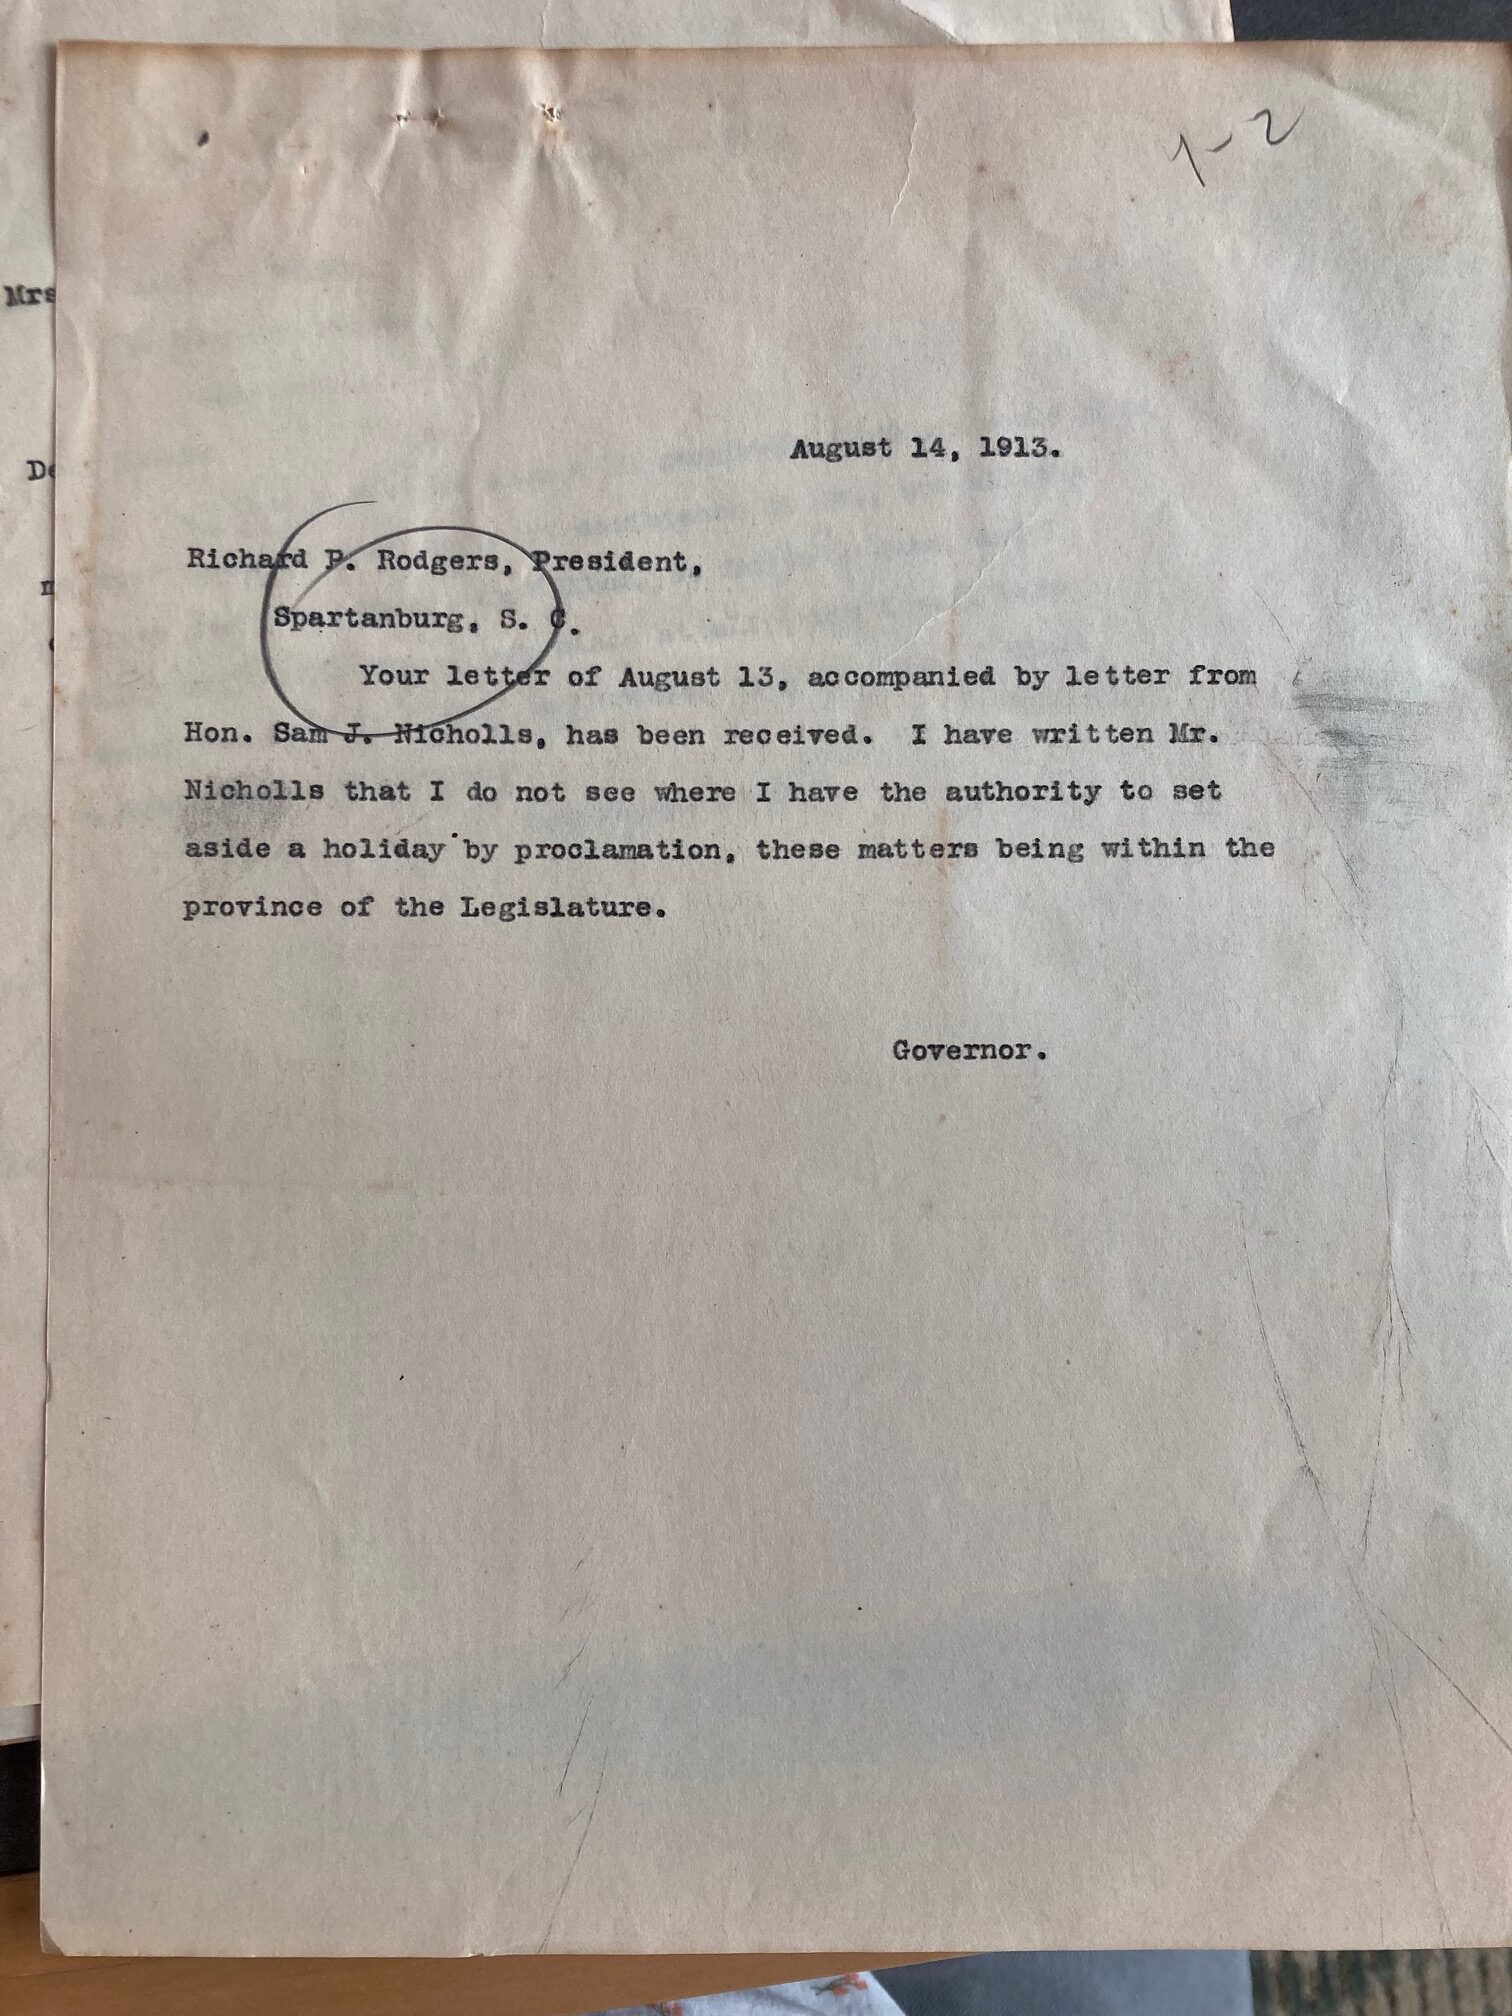 1-2
Mrs
De
August 14, 1913.
Richard P. Rodgers, President,
Spartanburg, S. C.
Your letter of August 13, accompanied by letter from
Hon. Sam J. Nicholls, has been received. I have written Mr.
Nicholls that I do not see where I have the authority to set
aside a holiday by proclamation, these matters being within the
province of the Legislature.
Governor.